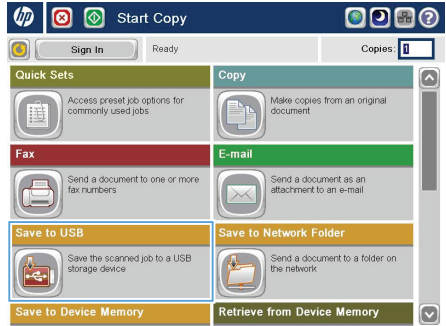 hp
Start Copy
?
Sign In
Ready
Copies: 1
Quick Sets
Access preset job options for
commonly used jobs
Copy
Make copies from an original
document
Fax
Send a document to one or more
fax numbers
E-mail
Send a document as an
attachment to an e-mail
Save to USB
Save the scanned job to a USB
storage device
Save to Network Folder
Send a document to a folder on
the network
Save to Device Memory
Retrieve from Device Memory